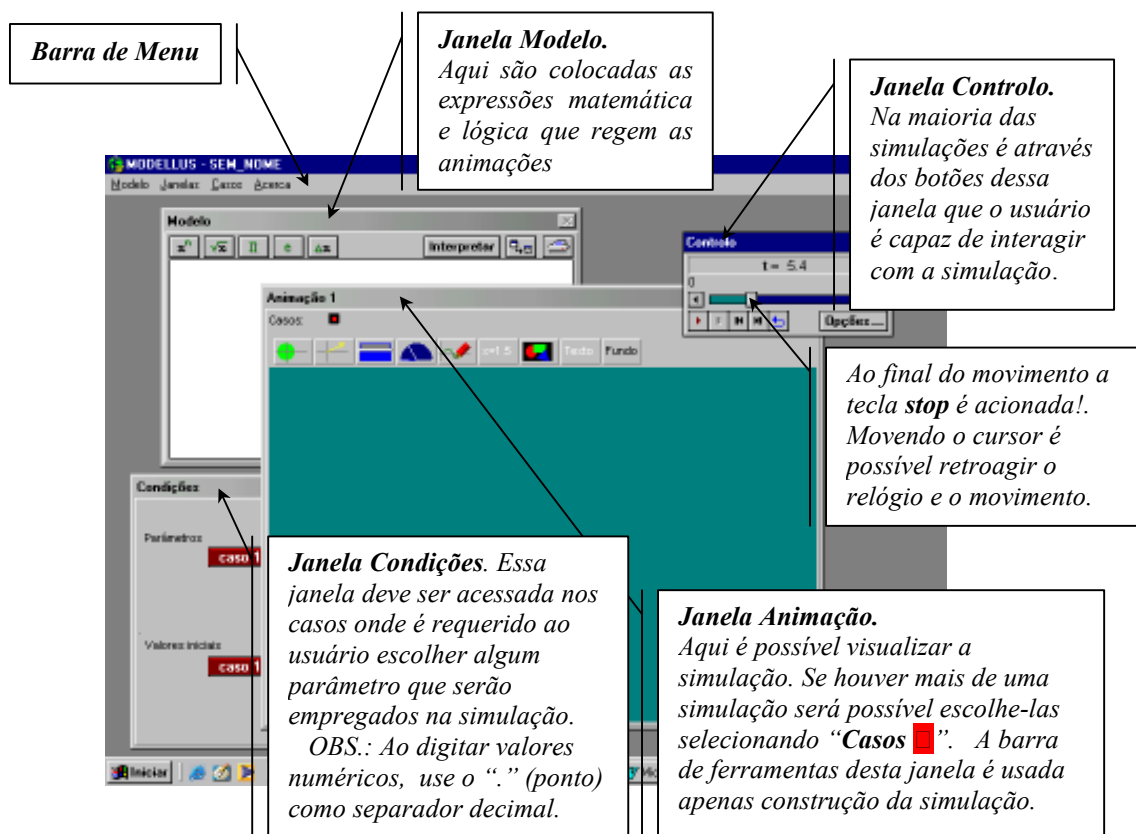 Barra de Menu
Janela Modelo.
Aqui são colocadas as
expressões matemática
e lógica que regem as
animações
Janela Controlo.
Na maioria das
simulações é através
dos botões dessa
janela que o usuário
é capaz de interagir
com a simulação.
MODELLUS - SEM_NOME
Modelo Janelas Casos Acerca
Modelo
xⁿ √x Π e Δx Interpretar
Controlo
t = 5.4
0
Opções...
Animação 1
Casos:
x=1.5 Texto Fundo
Ao final do movimento a
tecla stop é acionada!.
Movendo o cursor é
possível retroagir o
relógio e o movimento.
Condições
Parâmetros
caso 1
Valores iniciais
caso 1
Janela Condições. Essa
janela deve ser acessada nos
casos onde é requerido ao
usuário escolher algum
parâmetro que serão
empregados na simulação.
OBS.: Ao digitar valores
numéricos, use o “.” (ponto)
como separador decimal.
Janela Animação.
Aqui é possível visualizar a
simulação. Se houver mais de uma
simulação será possível escolhe-las
selecionando “Casos ”. A barra
de ferramentas desta janela é usada
apenas construção da simulação.
Iniciar